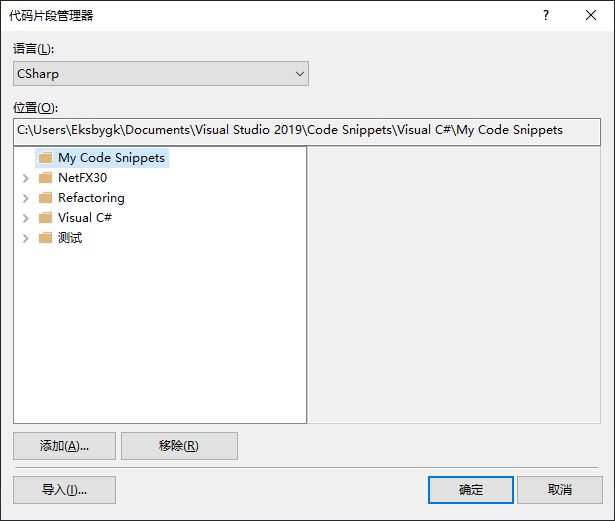 代码片段管理器
语言(L):
CSharp
位置(O):
C:\Users\Eksbygk\Documents\Visual Studio 2019\Code Snippets\Visual C#\My Code Snippets
My Code Snippets
NetFX30
Refactoring
Visual C#
测试
添加(A)... 移除(R)
导入(I)... 确定 取消